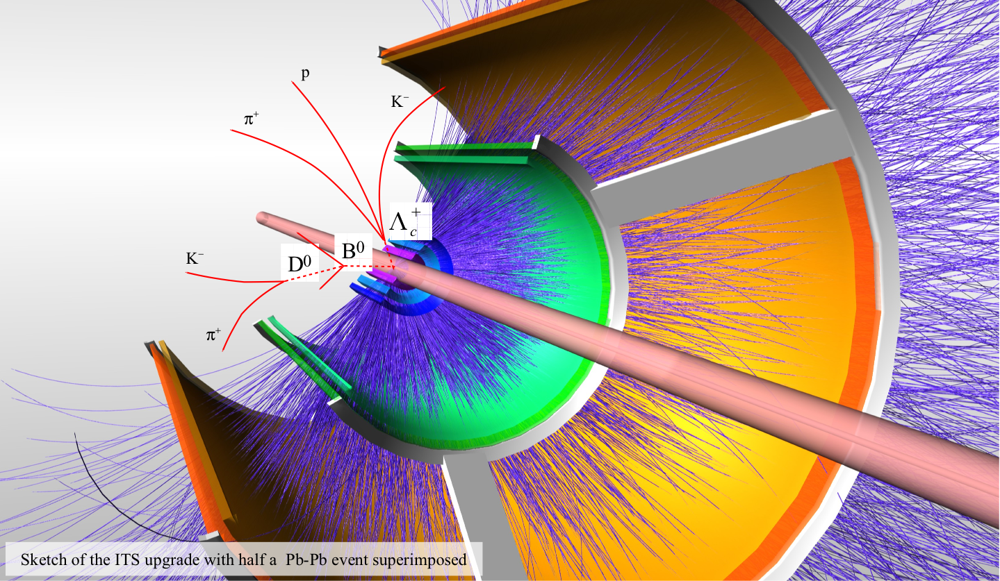 p
K⁻
π⁺
Λc⁺
B⁰
D⁰
K⁻
π⁺
Sketch of the ITS upgrade with half a Pb-Pb event superimposed